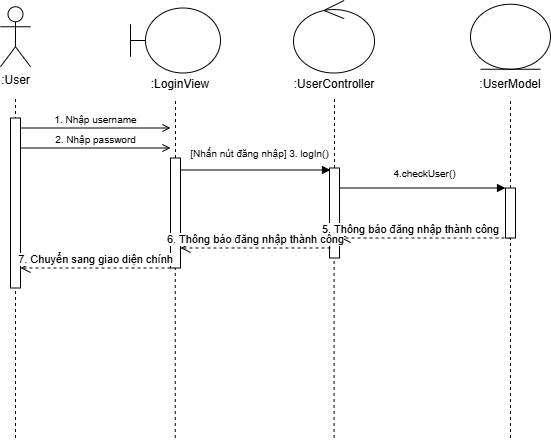 :User
:LoginView
:UserController
:UserModel
1. Nhập username
2. Nhập password
[Nhấn nút đăng nhập] 3. logIn()
4.checkUser()
5. Thông báo đăng nhập thành công
6. Thông báo đăng nhập thành công
7. Chuyển sang giao diện chính